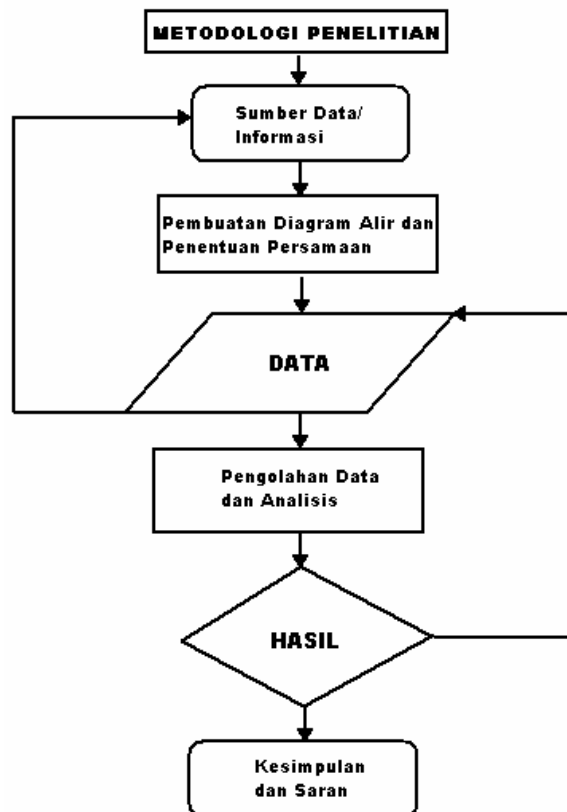 METODOLOGI PENELITIAN
Sumber Data/
Informasi
Pembuatan Diagram Alir dan
Penentuan Persamaan
DATA
Pengolahan Data
dan Analisis
HASIL
Kesimpulan
dan Saran